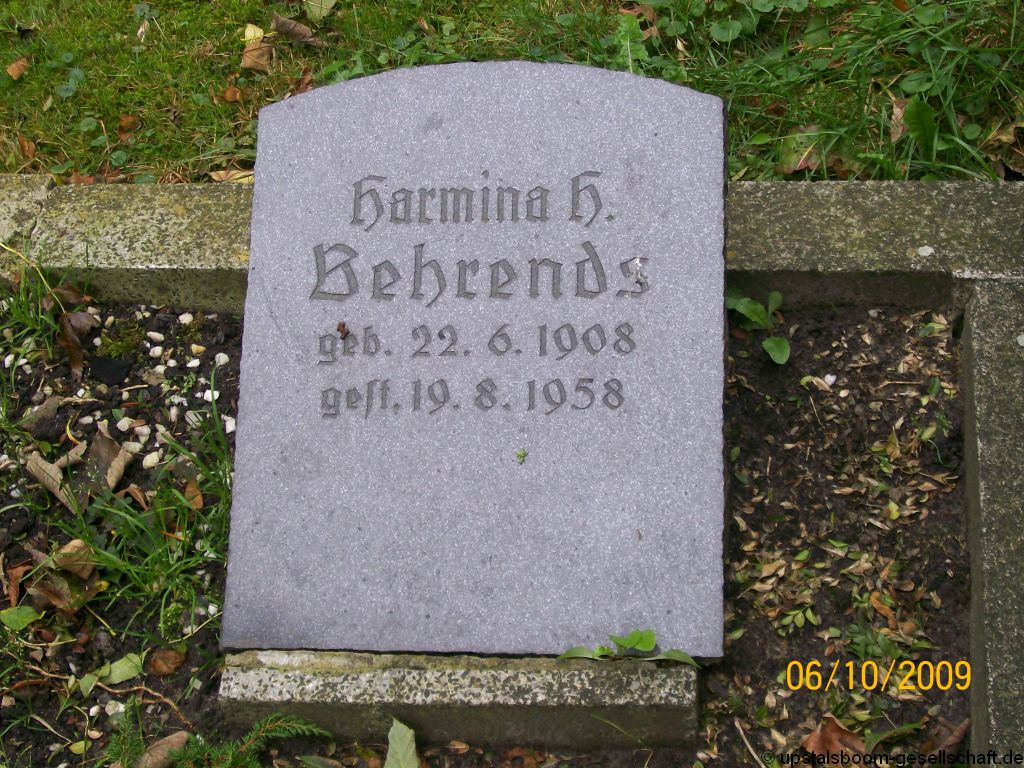 Harmina H.
Behrends
geb. 22. 6. 1908
gest. 19. 8. 1958
06/10/2009
© upstalsboom-gesellschaft.de